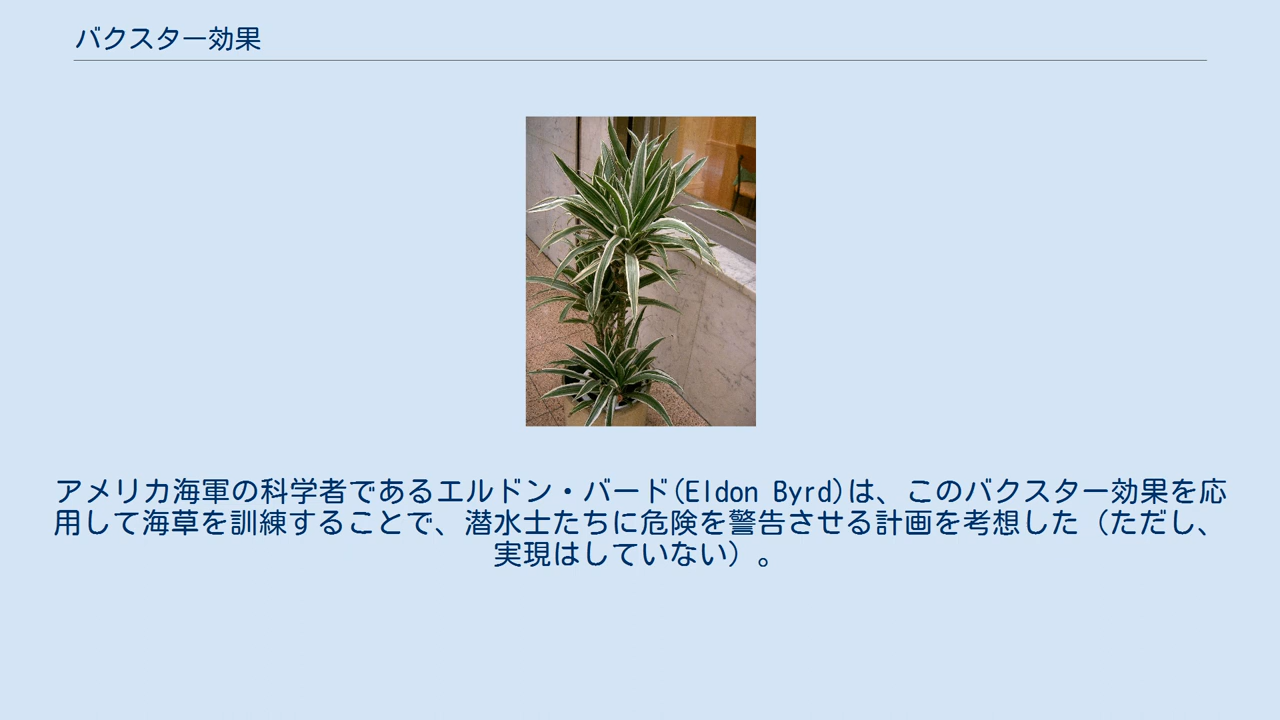 バクスター効果
アメリカ海軍の科学者であるエルドン・バード(Eldon Byrd)は、このバクスター効果を応
用して海草を訓練することで、潜水士たちに危険を警告させる計画を考想した（ただし、
実現はしていない）。